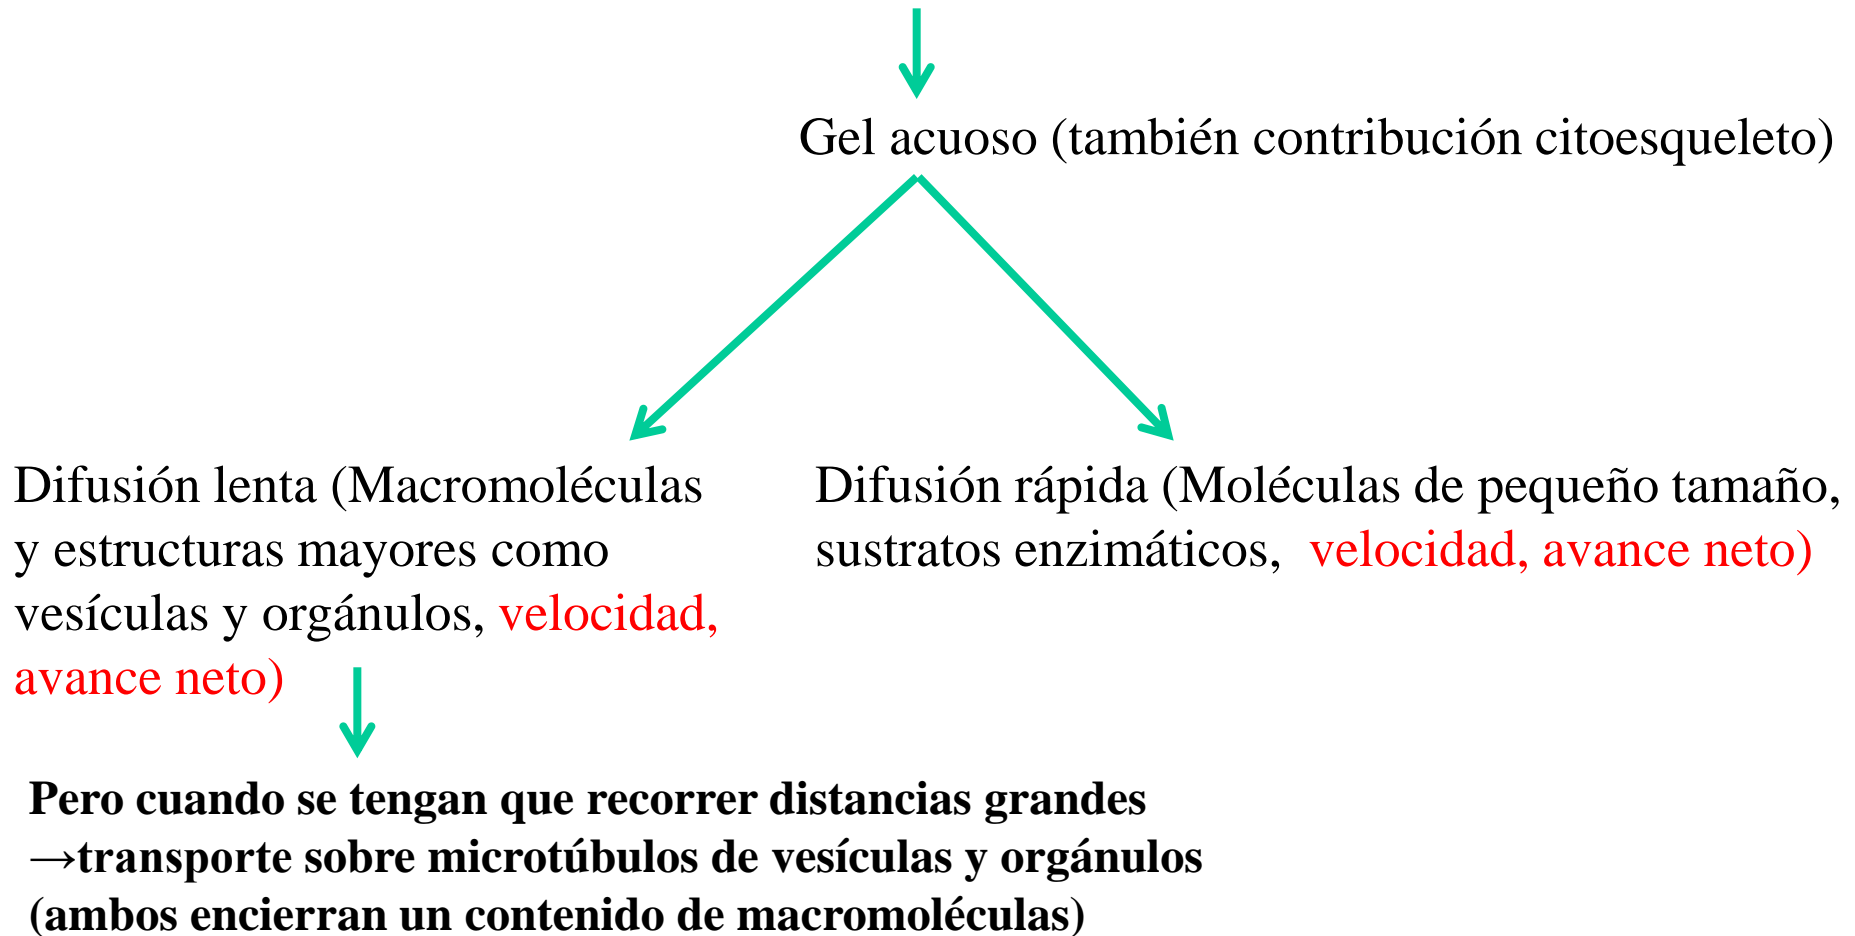 Gel acuoso (también contribución citoesqueleto)
Difusión lenta (Macromoléculas
y estructuras mayores como
vesículas y orgánulos, velocidad,
avance neto)
Difusión rápida (Moléculas de pequeño tamaño,
sustratos enzimáticos, velocidad, avance neto)
Pero cuando se tengan que recorrer distancias grandes
→transporte sobre microtúbulos de vesículas y orgánulos
(ambos encierran un contenido de macromoléculas)